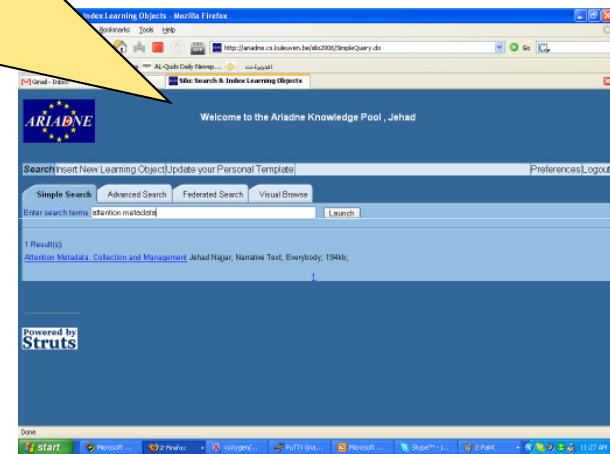 Index Learning Objects - Mozilla Firefox
Bookmarks Tools Help
http://ariadne.cs.kuleuven.be/silo2006/SimpleQuery.do
Go
AL-Quds Daily Newsp... الجزيرة نت
Gmail - Inbox
Silo: Search & Index Learning Objects
ARIADNE
Welcome to the Ariadne Knowledge Pool , Jehad
Search Insert New Learning Object Update your Personal Template Preferences Logout
Simple Search Advanced Search Federated Search Visual Browse
Enter search terms attention metadata Launch
1 Result(s)
Attention Metadata: Collection and Management Jehad Najjar; Narrative Text; Everybody; 194kb;
1
Powered by
Struts
Done
start Microsoft ... 2 Firefox PuTTY (ina... Microsoft ... Skype™ - j... 2 Paint 11:27 AM